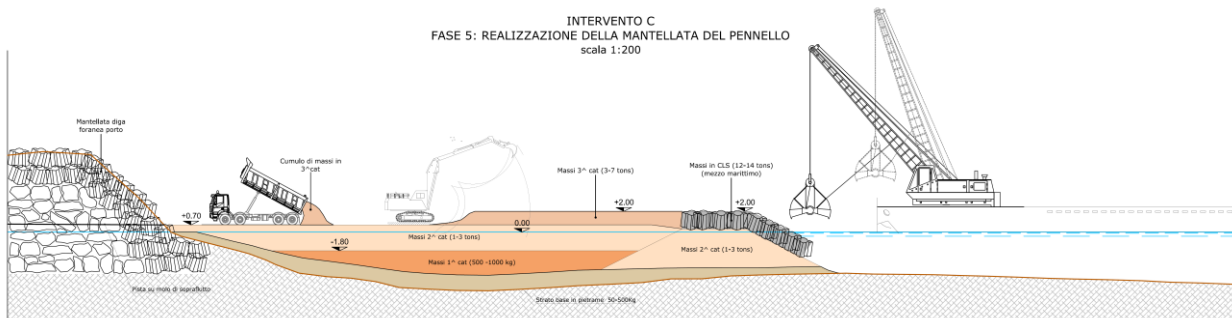 INTERVENTO C
FASE 5: REALIZZAZIONE DELLA MANTELLATA DEL PENNELLO
scala 1:200
Mantellata diga
foranea porto
Cumulo di massi in
3^cat
Massi 3^ cat (3-7 tons)
Massi in CLS (12-14 tons)
(mezzo marittimo)
+0.70
+2.00
+2.00
0.00
Massi 2^ cat (1-3 tons)
-1.80
Massi 2^ cat (1-3 tons)
Massi 1^ cat (500 -1000 kg)
Pista su molo di sopraflutto
Strato base in pietrame 50-500Kg